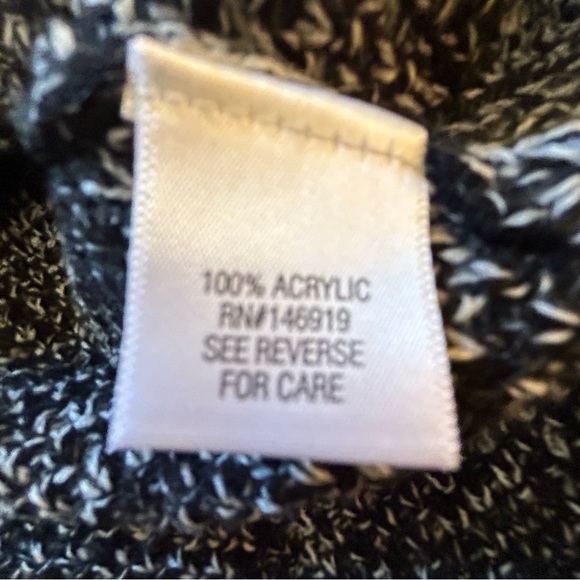 100% ACRYLIC
RN#146919
SEE REVERSE
FOR CARE